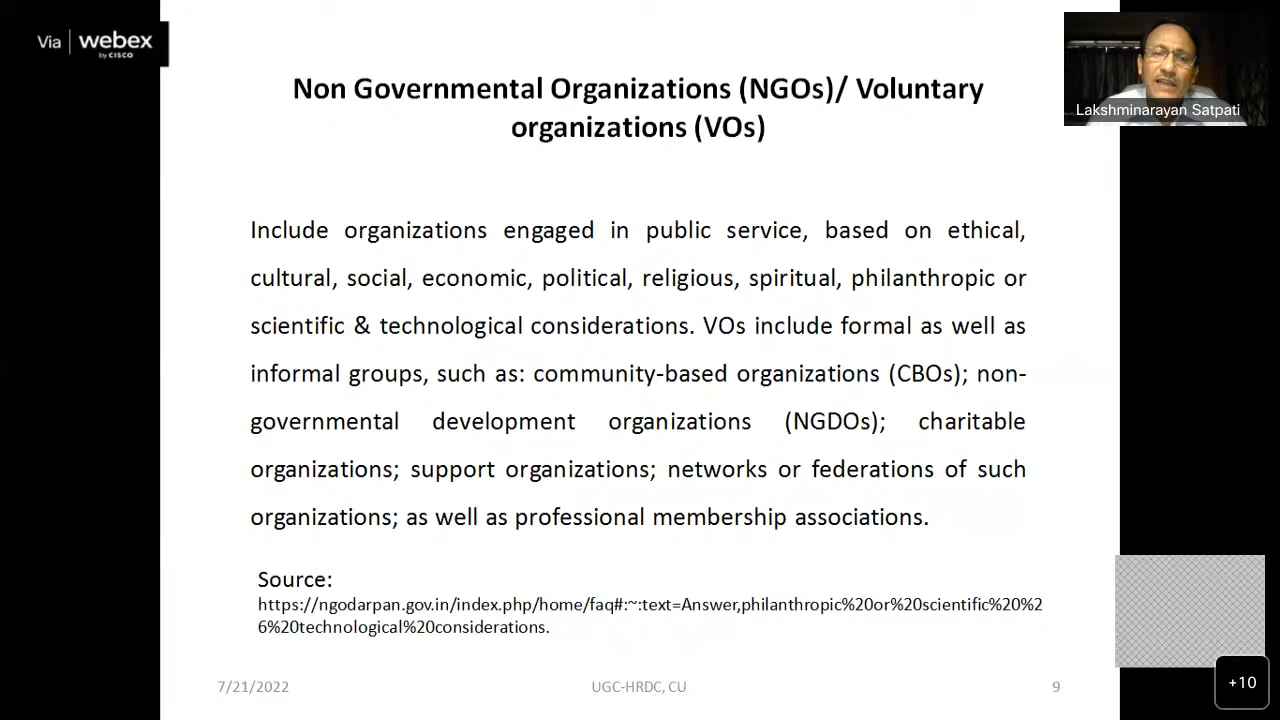 Via webex
by CISCO
Non Governmental Organizations (NGOs)/ Voluntary
organizations (VOs)
Lakshminarayan Satpati
Include organizations engaged in public service, based on ethical,
cultural, social, economic, political, religious, spiritual, philanthropic or
scientific & technological considerations. VOs include formal as well as
informal groups, such as: community-based organizations (CBOs); non-
governmental development organizations (NGDOs); charitable
organizations; support organizations; networks or federations of such
organizations; as well as professional membership associations.
Source:
https://ngodarpan.gov.in/index.php/home/faq#:~:text=Answer,philanthropic%20or%20scientific%20%2
6%20technological%20considerations.
7/21/2022
UGC-HRDC, CU
9
+10